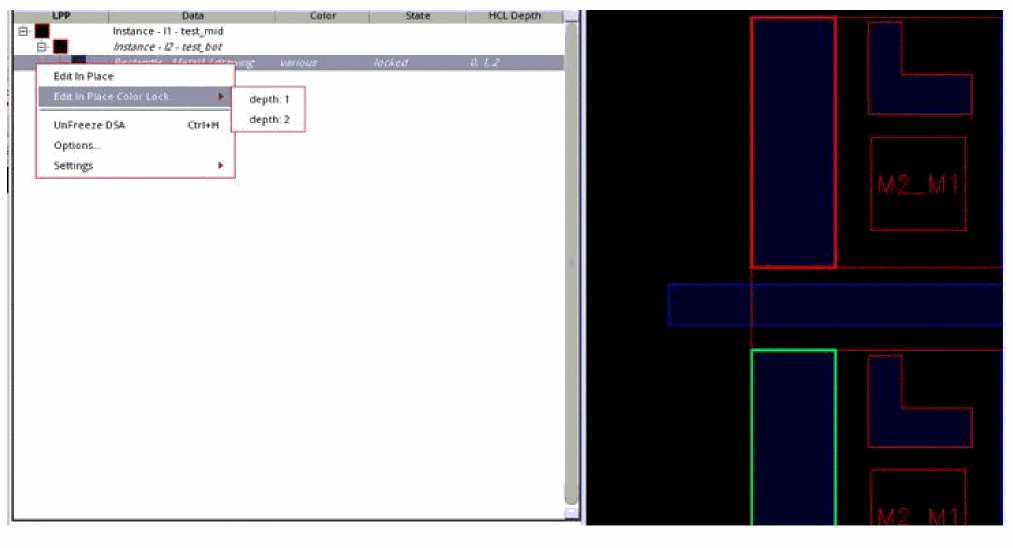 LPP Data Color State HCL Depth
Instance - I1 - test_mid
Instance - I2 - test_bot
Rectangle - Metal1 / drawing various locked 0, 1, 2
Edit In Place
Edit In Place Color Lock...
depth: 1
depth: 2
UnFreeze DSA Ctrl+H
Options...
Settings
M2_M1
M2_M1